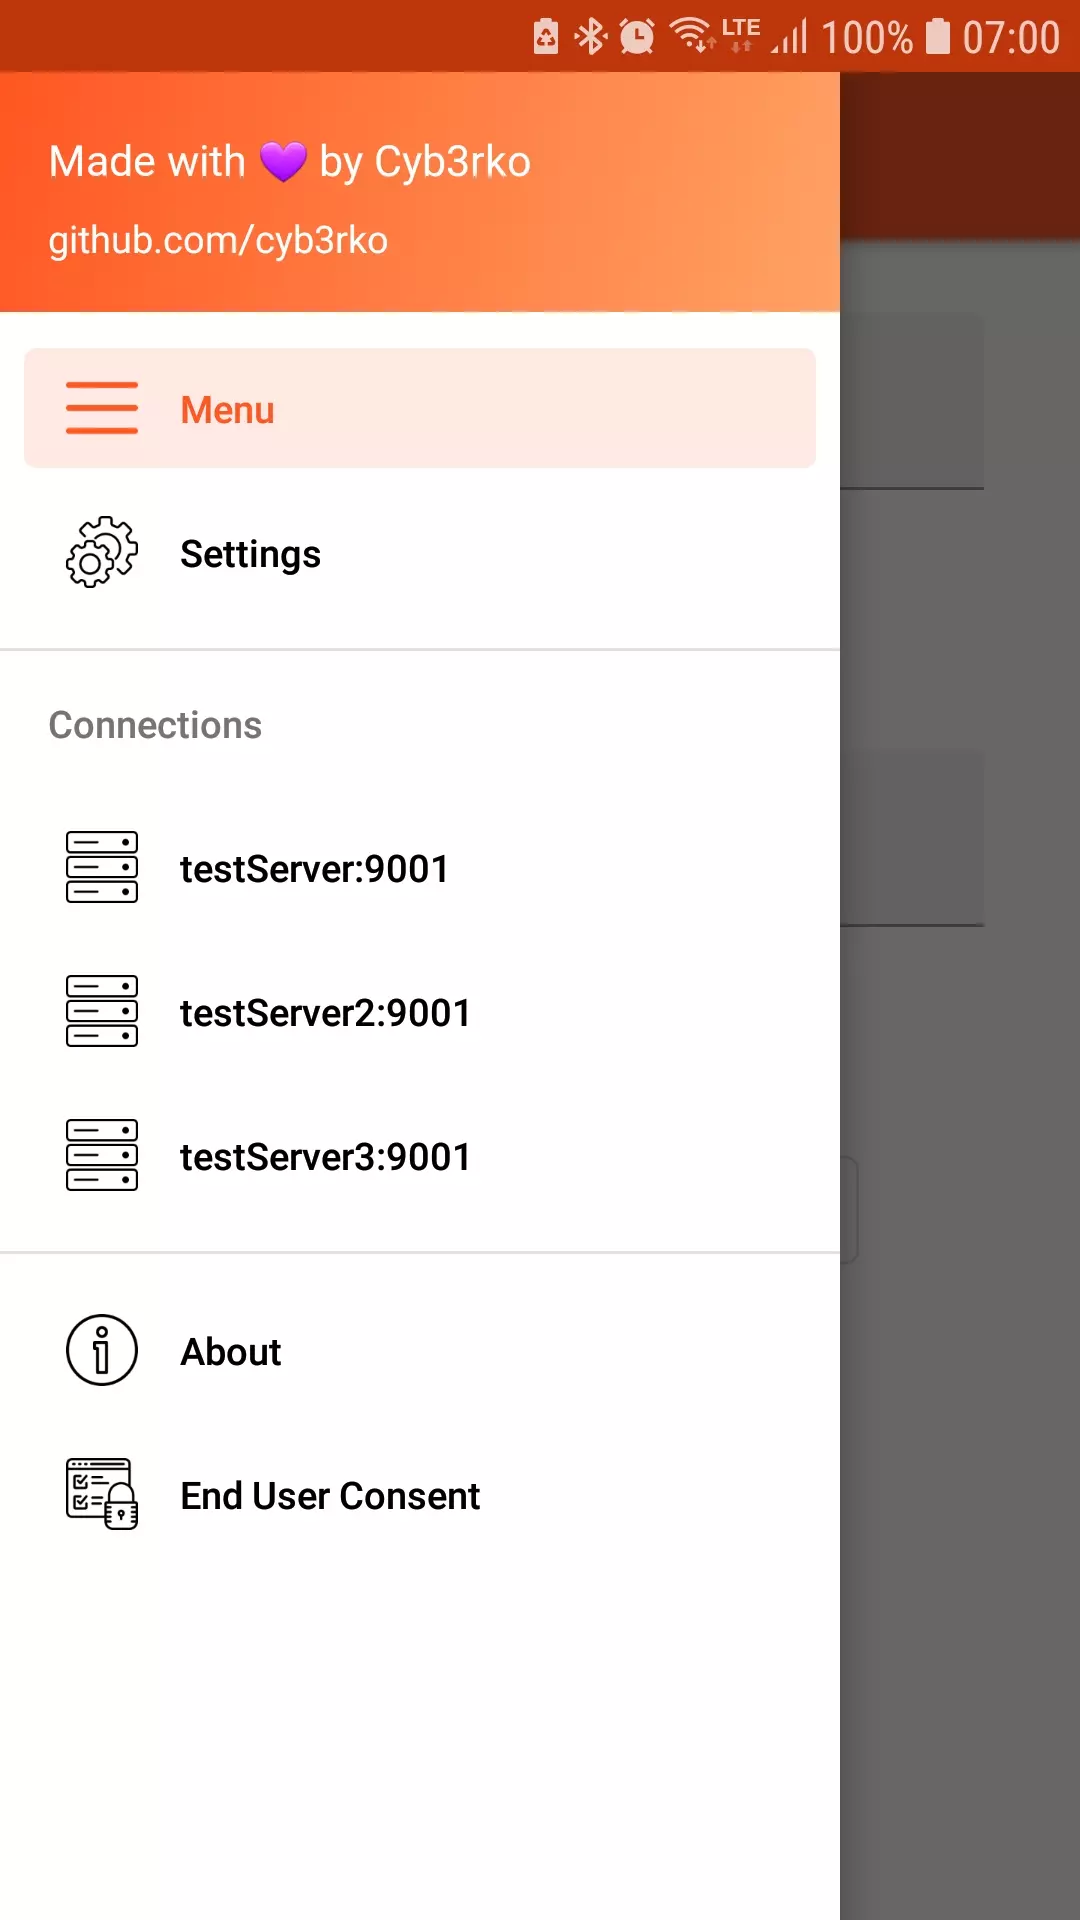 LTE 100% 07:00
Made with 💜 by Cyb3rko
github.com/cyb3rko
Menu
Settings
Connections
testServer:9001
testServer2:9001
testServer3:9001
About
End User Consent